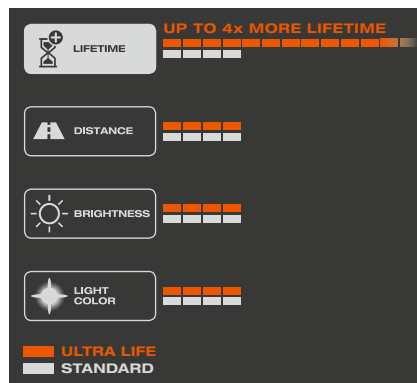 UP TO 4x MORE LIFETIME
LIFETIME
DISTANCE
BRIGHTNESS
LIGHT
COLOR
ULTRA LIFE
STANDARD